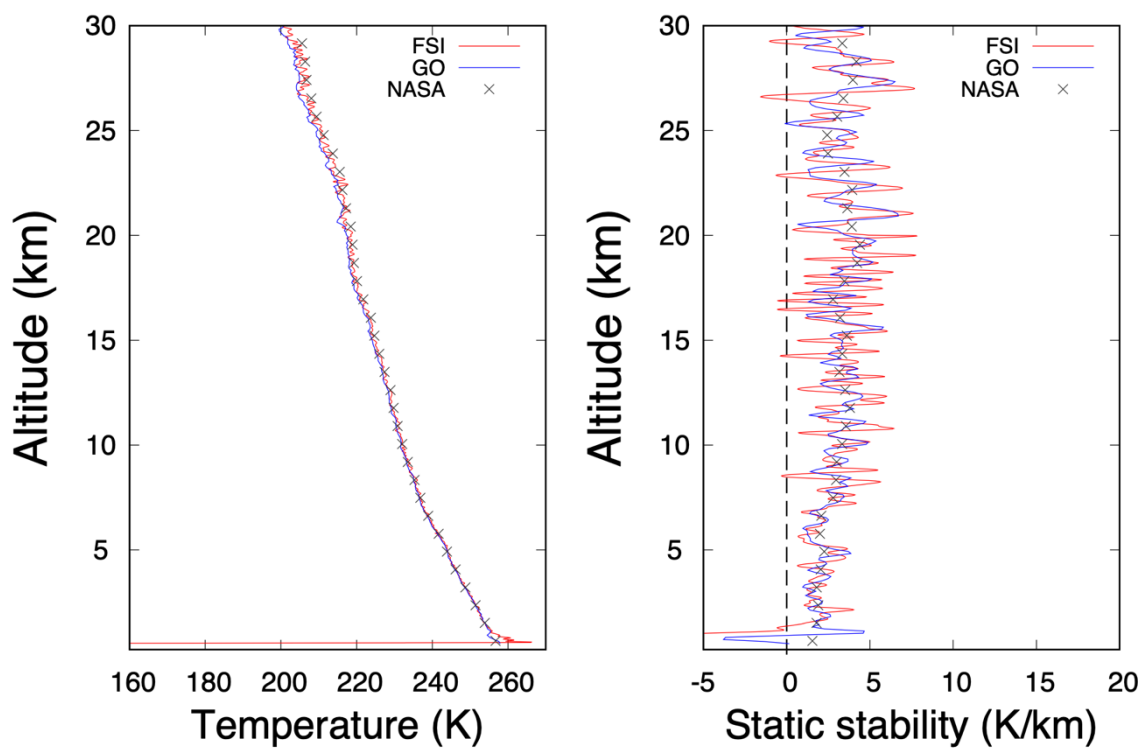 30
25
20
15
10
5
Altitude (km)
FSI
GO
NASA
160 180 200 220 240 260
Temperature (K)
30
25
20
15
10
5
Altitude (km)
FSI
GO
NASA
-5 0 5 10 15 20
Static stability (K/km)